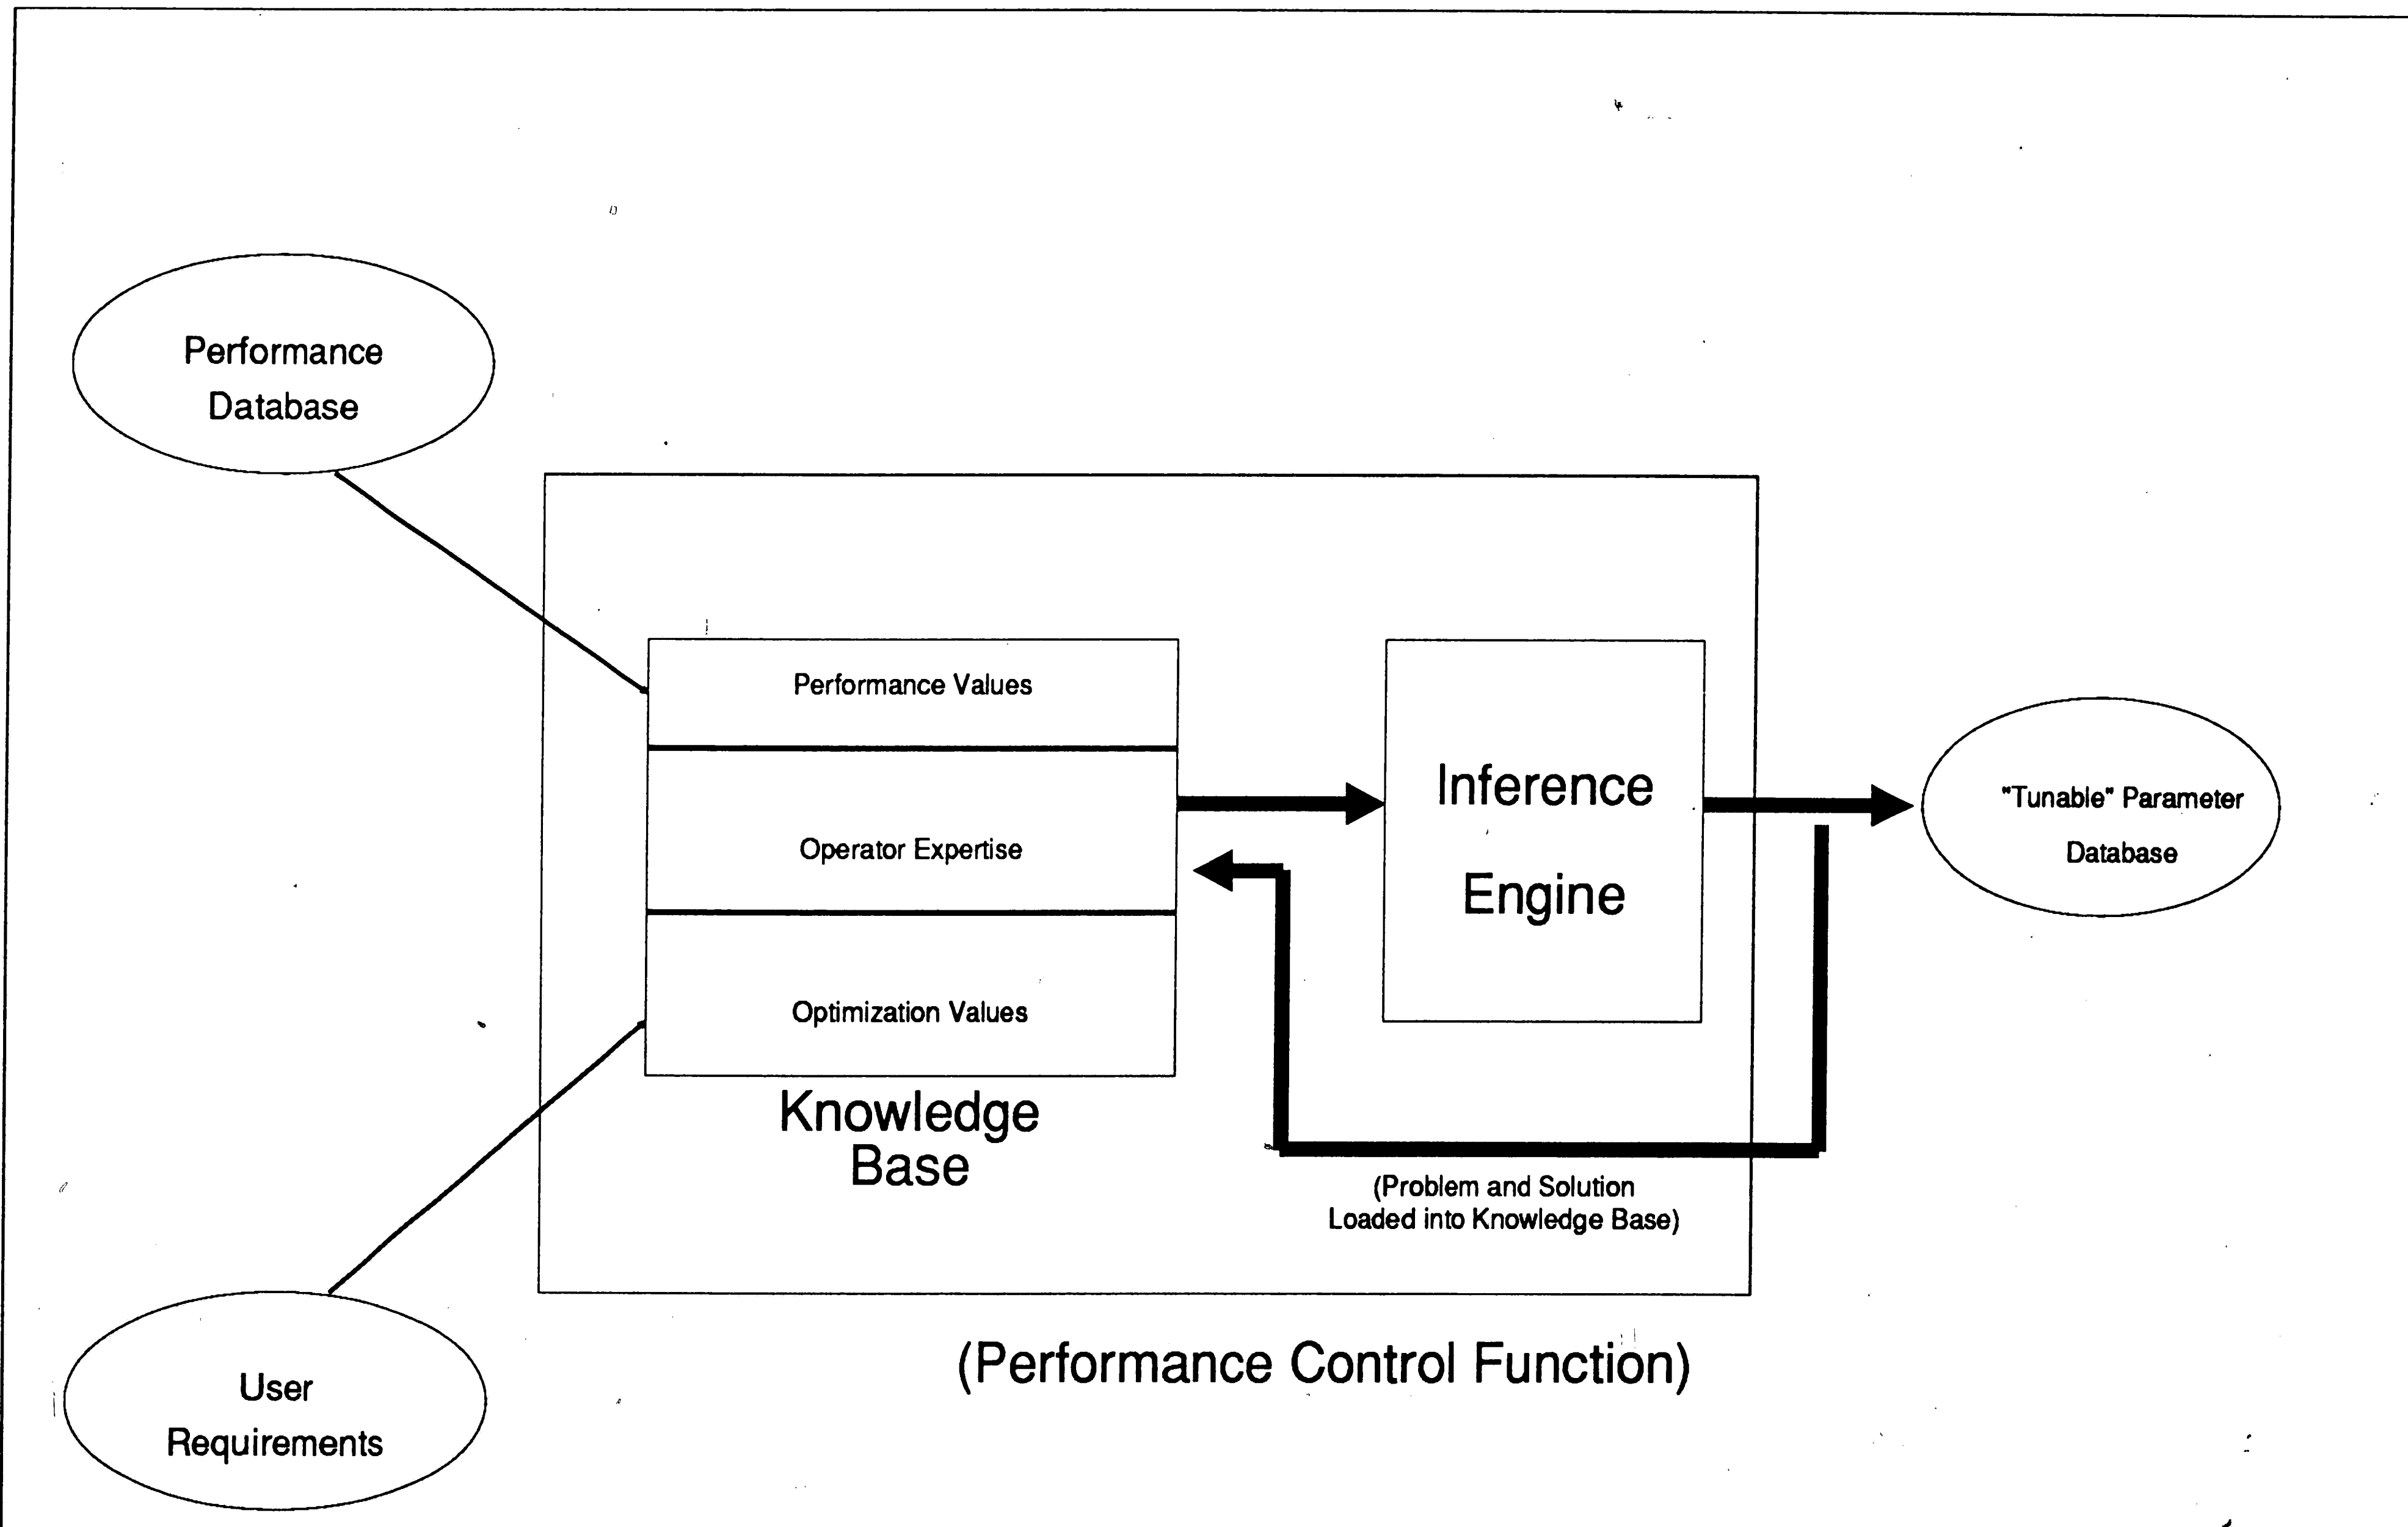 Performance
Database
Performance Values
Operator Expertise
Optimization Values
Knowledge
Base
Inference
Engine
"Tunable" Parameter
Database
(Problem and Solution
Loaded into Knowledge Base)
(Performance Control Function)
User
Requirements